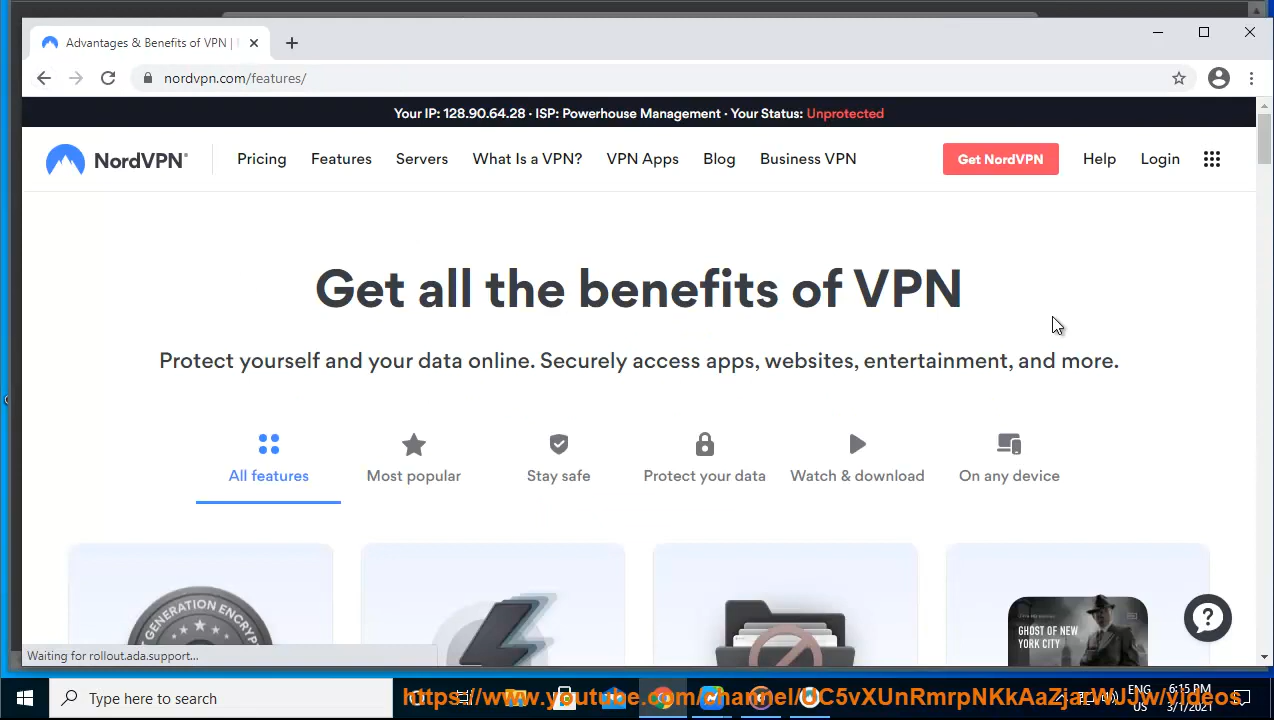 Advantages & Benefits of VPN |
nordvpn.com/features/
Your IP: 128.90.64.28 · ISP: Powerhouse Management · Your Status: Unprotected
NordVPN®
Pricing
Features
Servers
What Is a VPN?
VPN Apps
Blog
Business VPN
Get NordVPN
Help
Login
Get all the benefits of VPN
Protect yourself and your data online. Securely access apps, websites, entertainment, and more.
All features
Most popular
Stay safe
Protect your data
Watch & download
On any device
GENERATION ENCRYP
GHOST OF NEW
YORK CITY
Waiting for rollout.ada.support...
Type here to search
ENG
US
6:15 PM
3/1/2021